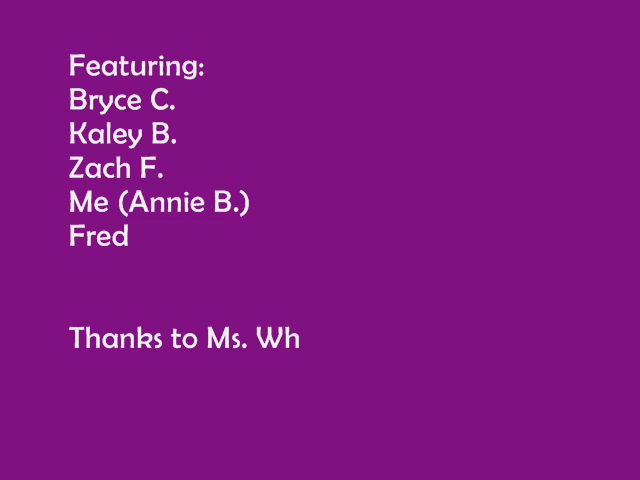 Featuring:
Bryce C.
Kaley B.
Zach F.
Me (Annie B.)
Fred
Thanks to Ms. Wh